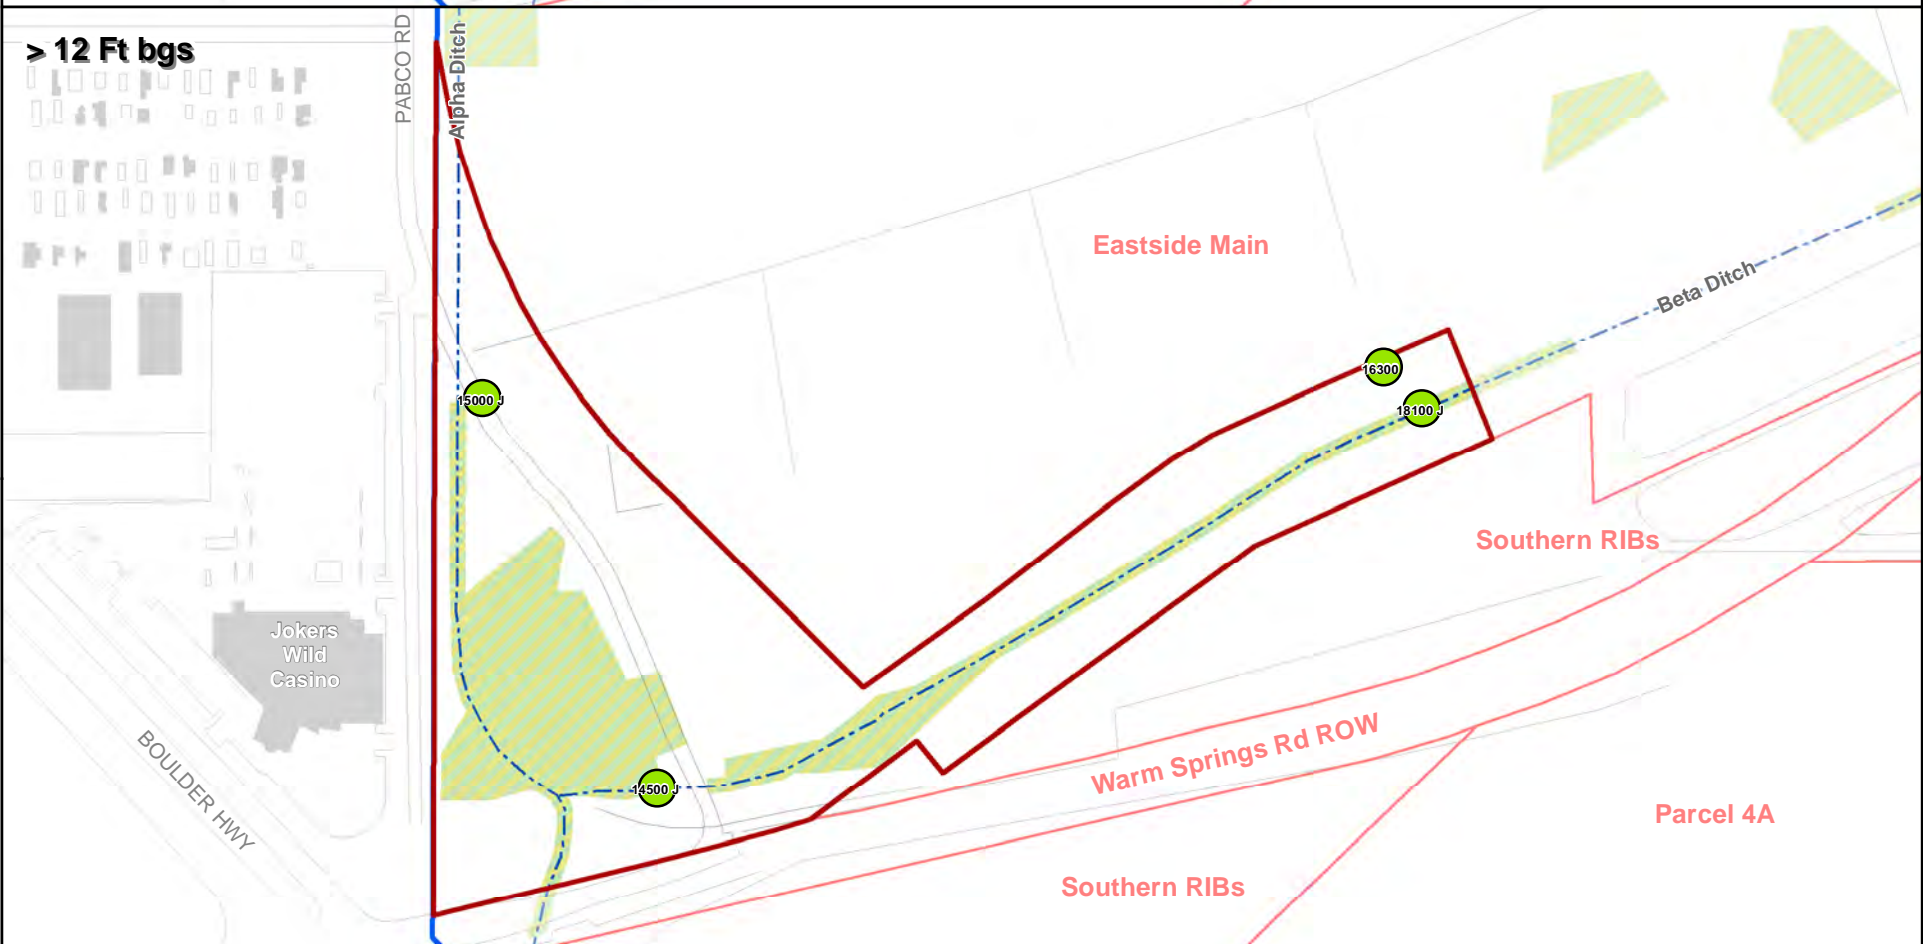 > 12 Ft bgs
PABCO RD
Alpha Ditch
Eastside Main
Beta Ditch
16300
15000 J
18100 J
Southern RIBs
Jokers
Wild
Casino
BOULDER HWY
14500 J
Warm Springs Rd ROW
Parcel 4A
Southern RIBs